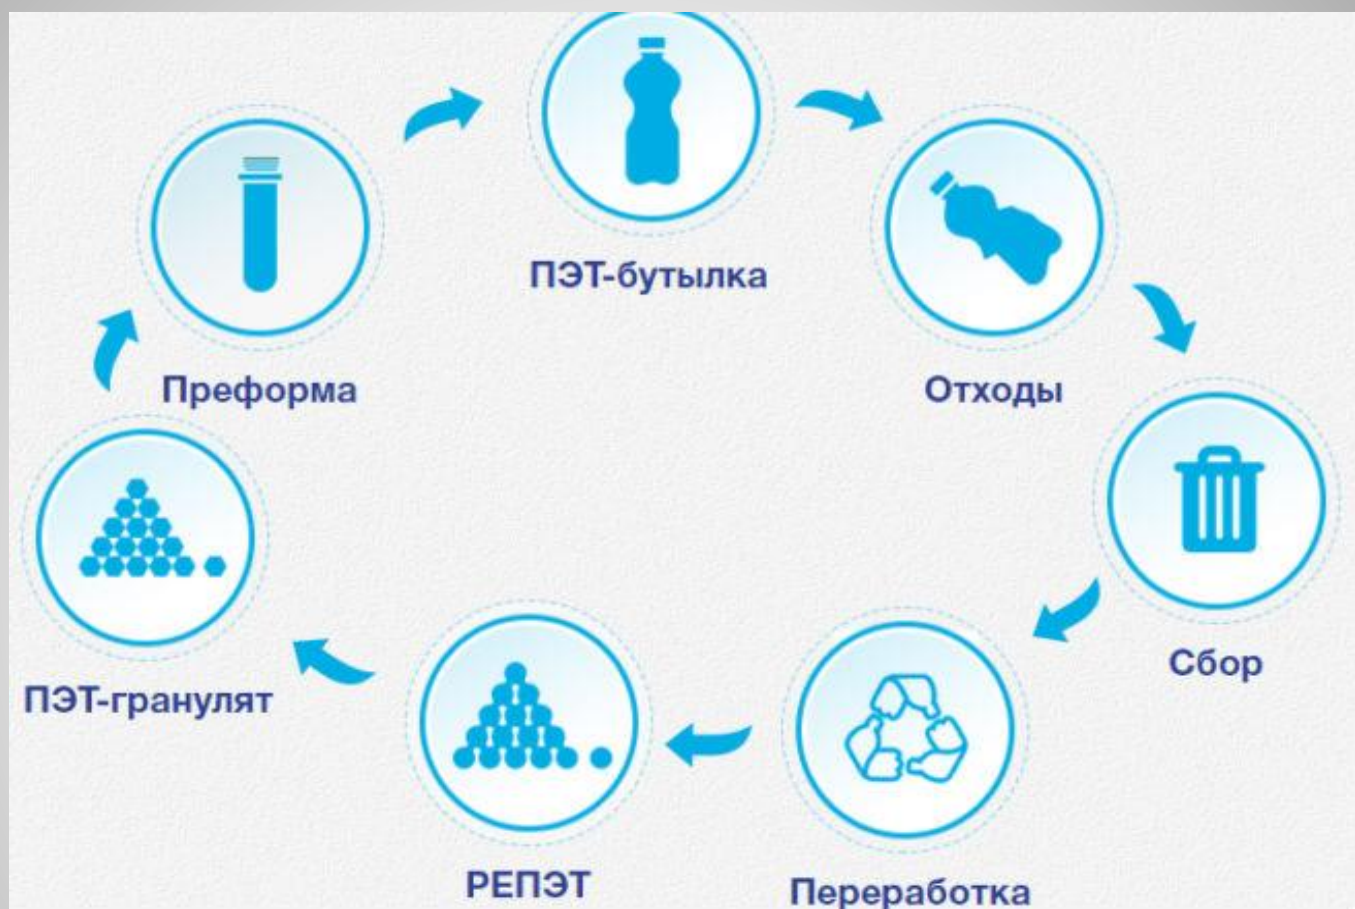 ПЭТ-бутылка
Преформа
Отходы
Сбор
ПЭТ-гранулят
РЕПЭТ
Переработка